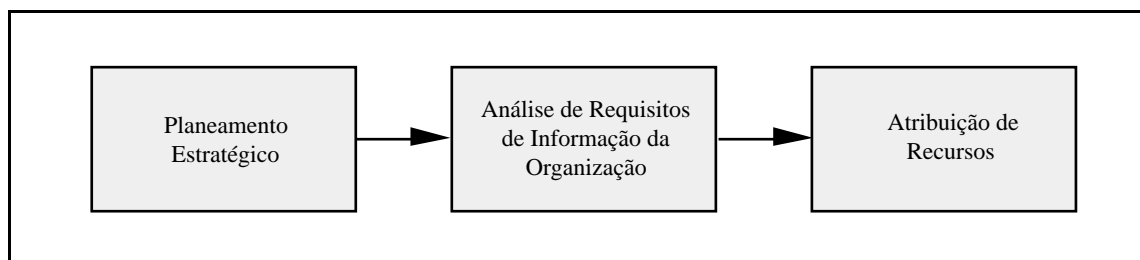 Planeamento
Estratégico
Análise de Requisitos
de Informação da
Organização
Atribuição de
Recursos